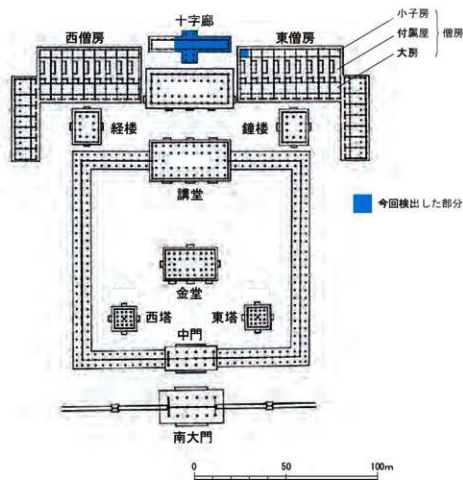 十字廊
西僧房
東僧房
小子房
付属屋
大房
僧房
経楼
鐘楼
講堂
今回検出した部分
金堂
西塔
東塔
中門
南大門
0 50 100m